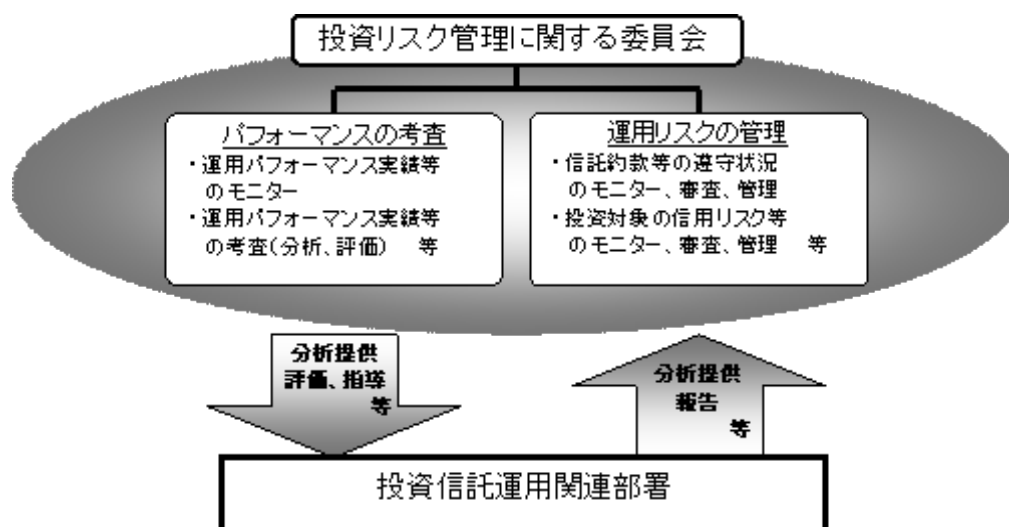 投資リスク管理に関する委員会
パフォーマンスの考査
・運用パフォーマンス実績等
のモニター
・運用パフォーマンス実績等
の考査(分析、評価) 等
運用リスクの管理
・信託約款等の遵守状況
のモニター、審査、管理
・投資対象の信用リスク等
のモニター、審査、管理 等
分析提供
評価、指導
等
分析提供
報告
等
投資信託運用関連部署